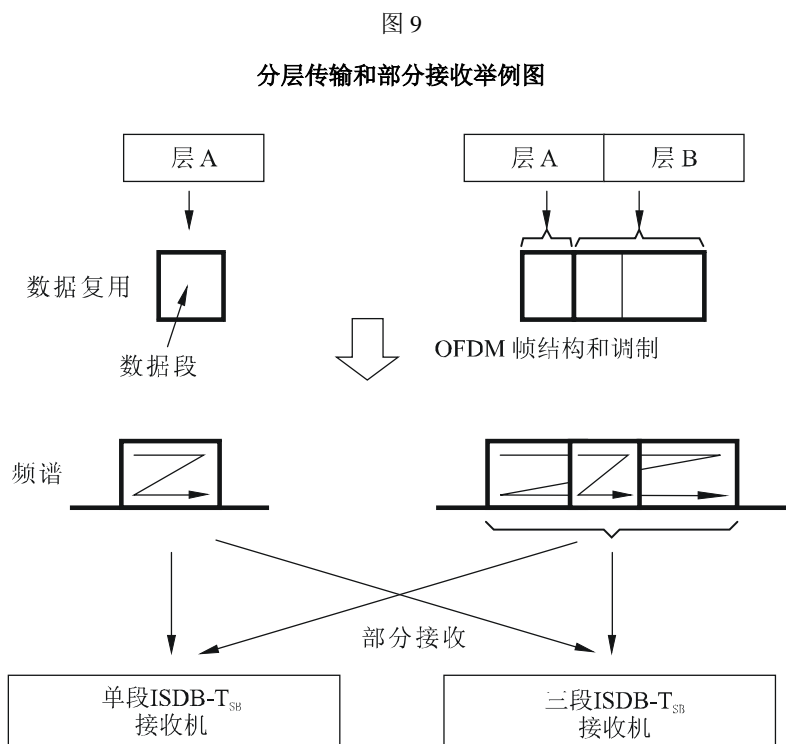 图 9
分层传输和部分接收举例图
层 A
层 A
层 B
数据复用
数据段
OFDM 帧结构和调制
频谱
部分接收
单段ISDB-TSB
接收机
三段ISDB-TSB
接收机